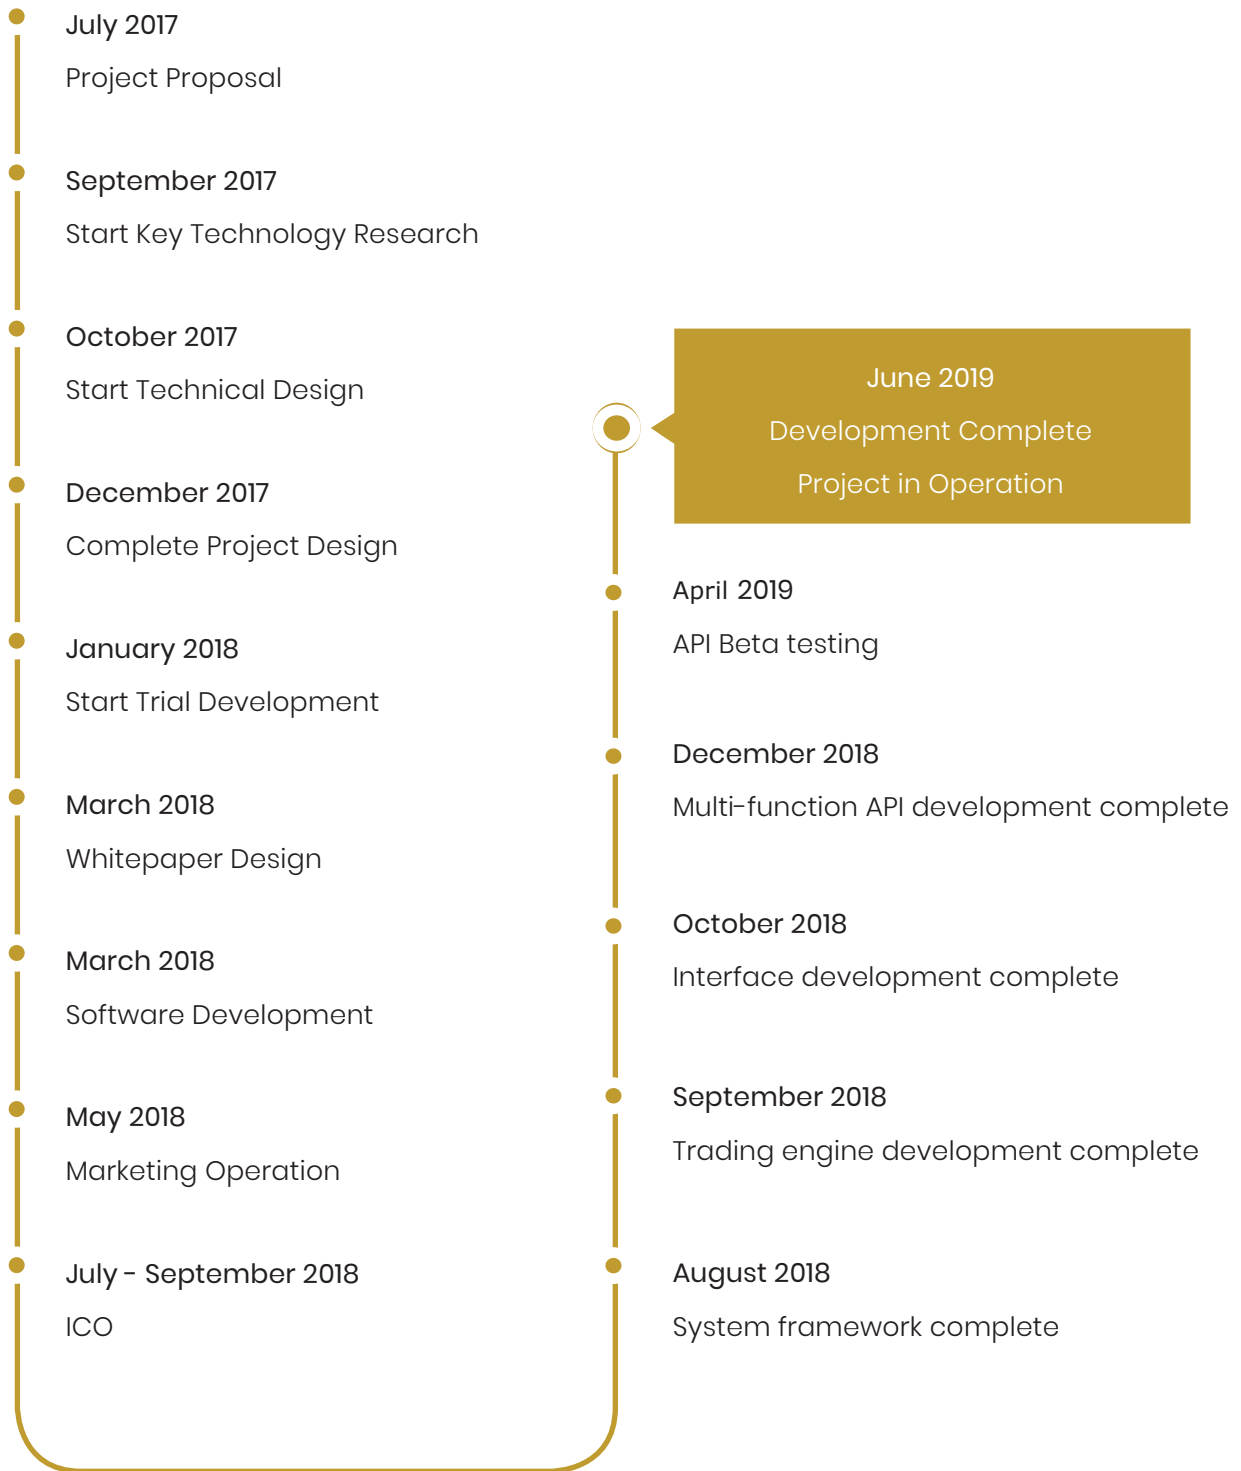 July 2017
Project Proposal
September 2017
Start Key Technology Research
October 2017
Start Technical Design
December 2017
Complete Project Design
January 2018
Start Trial Development
March 2018
Whitepaper Design
March 2018
Software Development
May 2018
Marketing Operation
July - September 2018
ICO
June 2019
Development Complete
Project in Operation
April 2019
API Beta testing
December 2018
Multi-function API development complete
October 2018
Interface development complete
September 2018
Trading engine development complete
August 2018
System framework complete